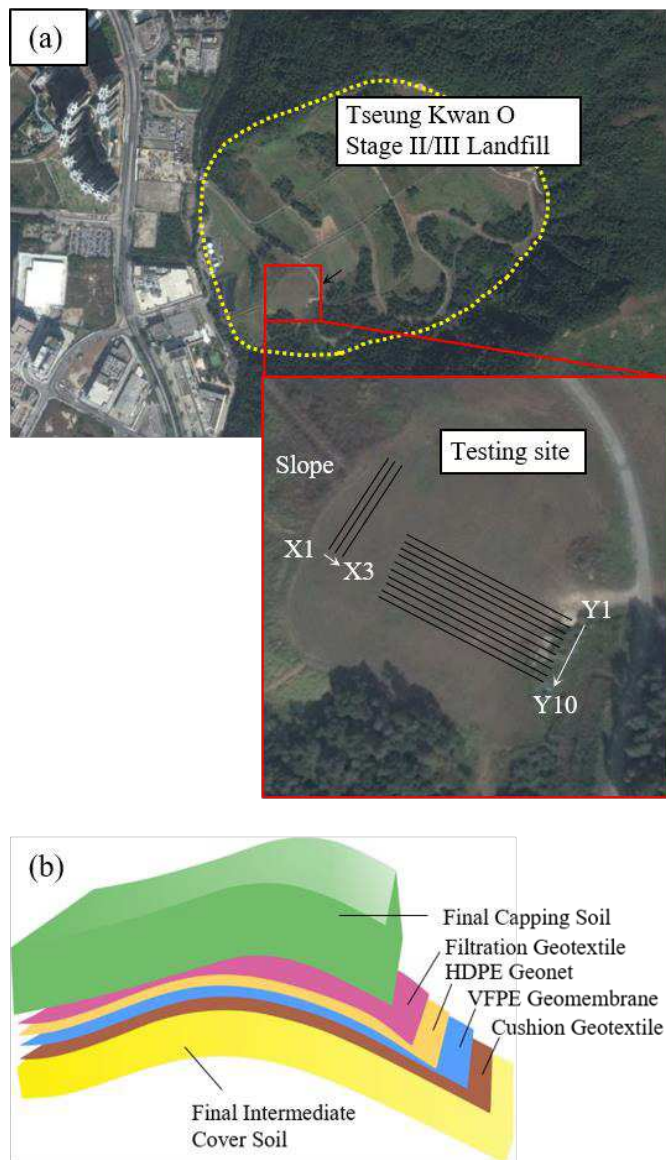 (a)
Tseung Kwan O
Stage II/III Landfill
Testing site
Slope
X1
X3
Y1
Y10
(b)
Final Capping Soil
Filtration Geotextile
HDPE Geonet
VFPE Geomembrane
Cushion Geotextile
Final Intermediate
Cover Soil